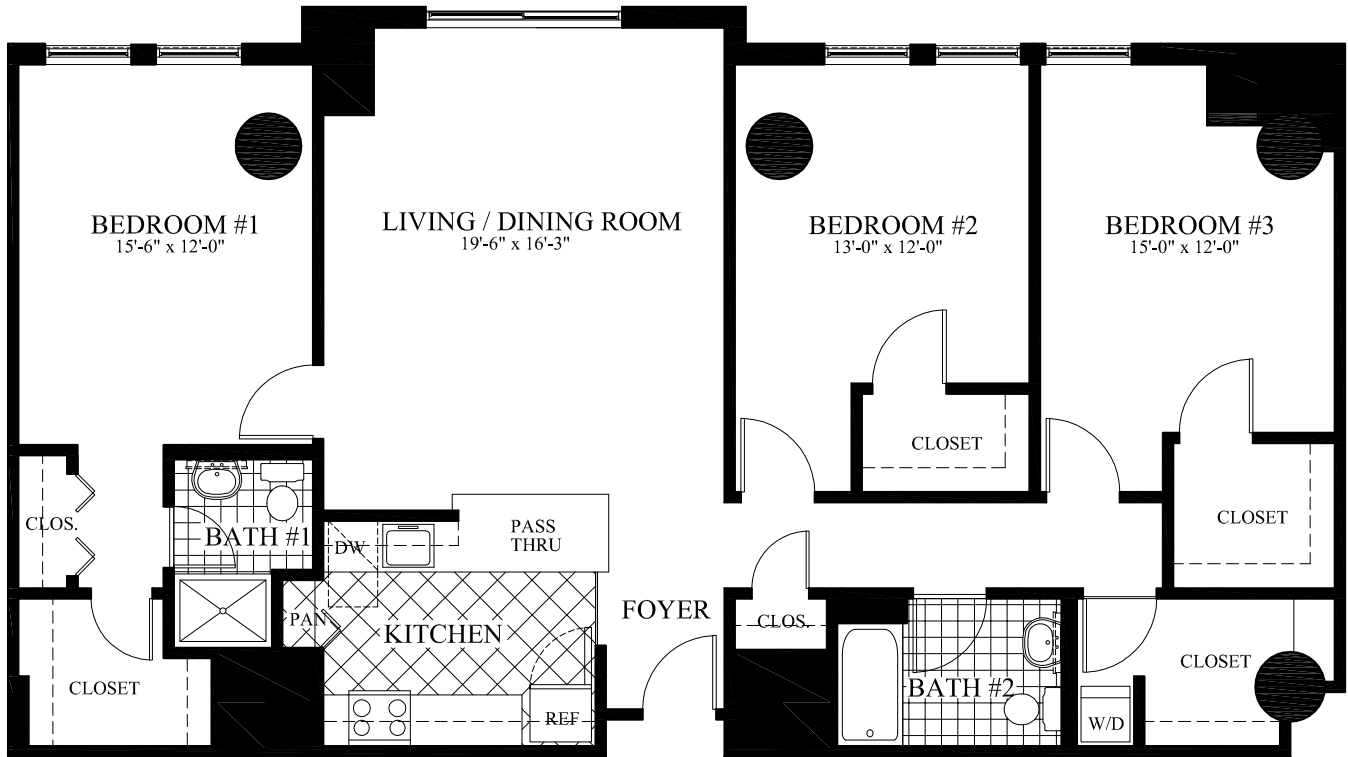 BEDROOM #1
15'-6" x 12'-0"
LIVING / DINING ROOM
19'-6" x 16'-3"
BEDROOM #2
13'-0" x 12'-0"
BEDROOM #3
15'-0" x 12'-0"
CLOSET
CLOS.
BATH #1
DW
PASS
THRU
CLOSET
PAN
KITCHEN
FOYER
CLOS.
CLOSET
CLOSET
BATH #2
REF
W/D